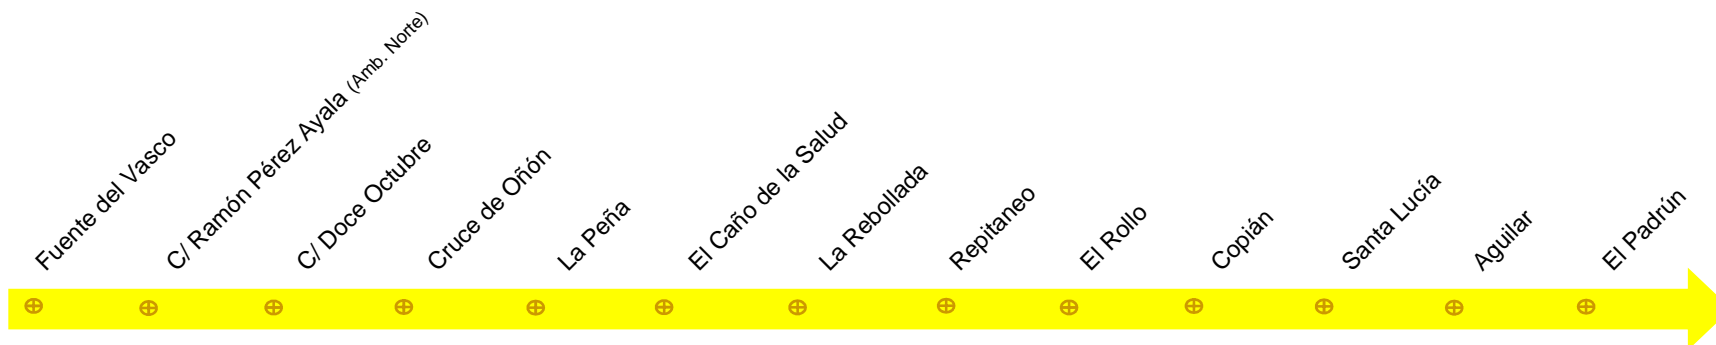 Fuente del Vasco
C/ Ramón Pérez Ayala (Amb. Norte)
C/ Doce Octubre
Cruce de Oñón
La Peña
El Caño de la Salud
La Rebollada
Repitaneo
El Rollo
Copián
Santa Lucía
Aguilar
El Padrún